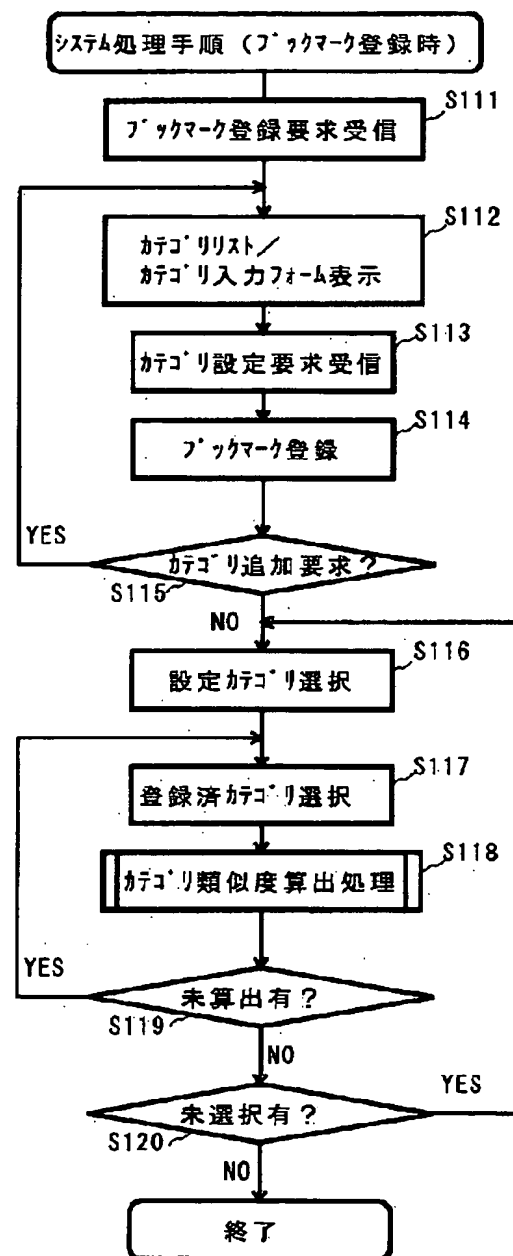 システム処理手順（ブックマーク登録時）
S111
ブックマーク登録要求受信
S112
カテゴリリスト／
カテゴリ入力フォーム表示
S113
カテゴリ設定要求受信
S114
ブックマーク登録
YES
カテゴリ追加要求？
S115
NO
S116
設定カテゴリ選択
S117
登録済カテゴリ選択
S118
カテゴリ類似度算出処理
YES
未算出有？
S119
NO
YES
未選択有？
S120
NO
終了